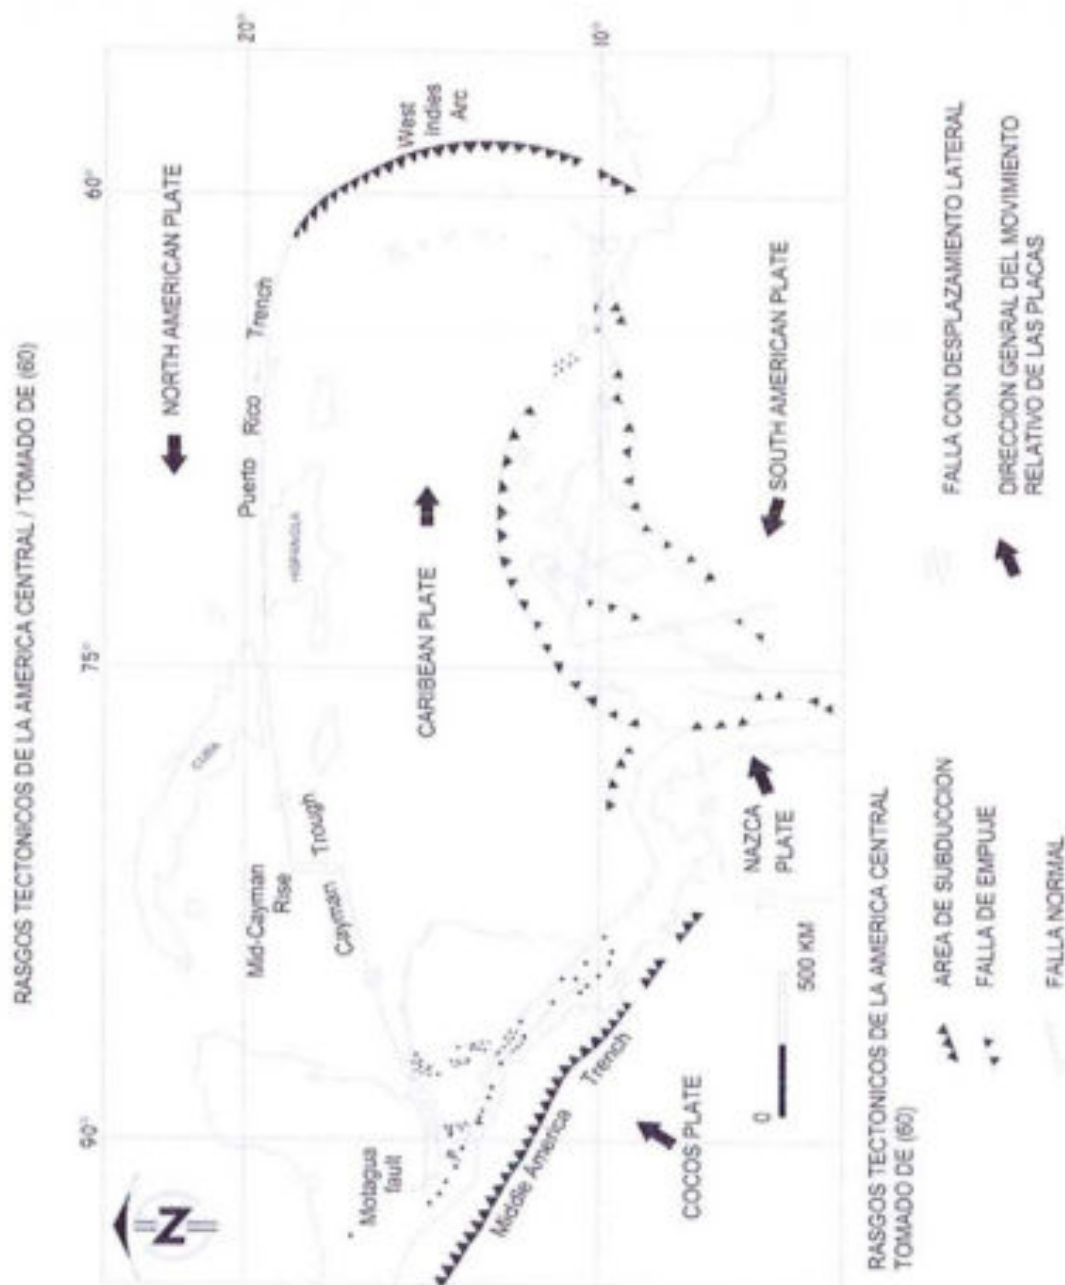 RASGOS TECTONICOS DE LA AMERICA CENTRAL / TOMADO DE (60)
90°
75°
60°
20°
10°
N
NORTH AMERICAN PLATE
Mid-Cayman
Rise
Cayman
Trough
CUBA
Puerto Rico Trench
HISPANIOLA
West
Indies
Arc
Motagua
fault
CARIBEAN PLATE
Middle America
Trench
COCOS PLATE
NAZCA
PLATE
SOUTH AMERICAN PLATE
0
500 KM
RASGOS TECTONICOS DE LA AMERICA CENTRAL
TOMADO DE (60)
AREA DE SUBDUCCION
FALLA DE EMPUJE
FALLA NORMAL
FALLA CON DESPLAZAMIENTO LATERAL
DIRECCION GENRAL DEL MOVIMIENTO
RELATIVO DE LAS PLACAS